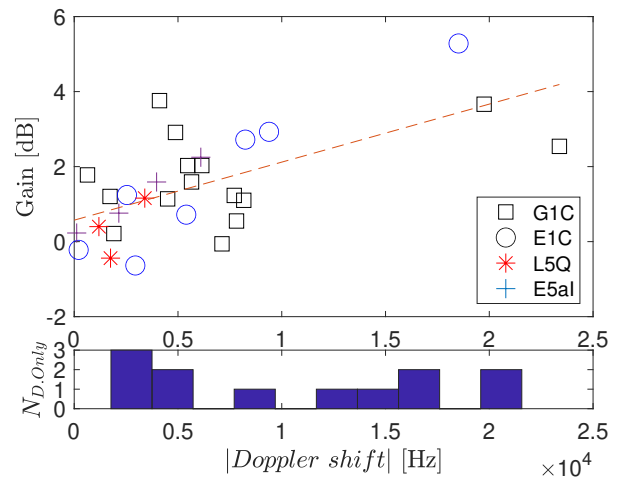 6
4
2
0
-2
Gain [dB]
G1C
E1C
L5Q
E5aI
0 0.5 1 1.5 2 2.5
3
2
1
0
N_{D.Only}
0 0.5 1 1.5 2 2.5
|Doppler shift| [Hz]
×10^4